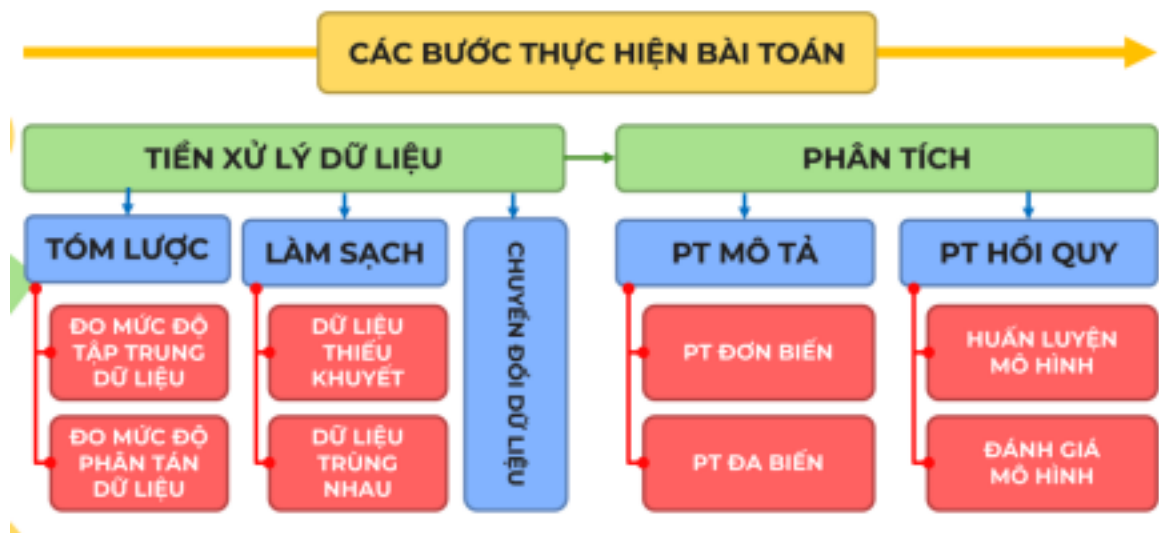 CÁC BƯỚC THỰC HIỆN BÀI TOÁN
TIỀN XỬ LÝ DỮ LIỆU
PHÂN TÍCH
TÓM LƯỢC
LÀM SẠCH
CHUYỂN ĐỔI DỮ LIỆU
PT MÔ TẢ
PT HỒI QUY
ĐO MỨC ĐỘ
TẬP TRUNG
DỮ LIỆU
DỮ LIỆU
THIẾU
KHUYẾT
PT ĐƠN BIẾN
HUẤN LUYỆN
MÔ HÌNH
ĐO MỨC ĐỘ
PHÂN TÁN
DỮ LIỆU
DỮ LIỆU
TRÙNG
NHAU
PT ĐA BIẾN
ĐÁNH GIÁ
MÔ HÌNH